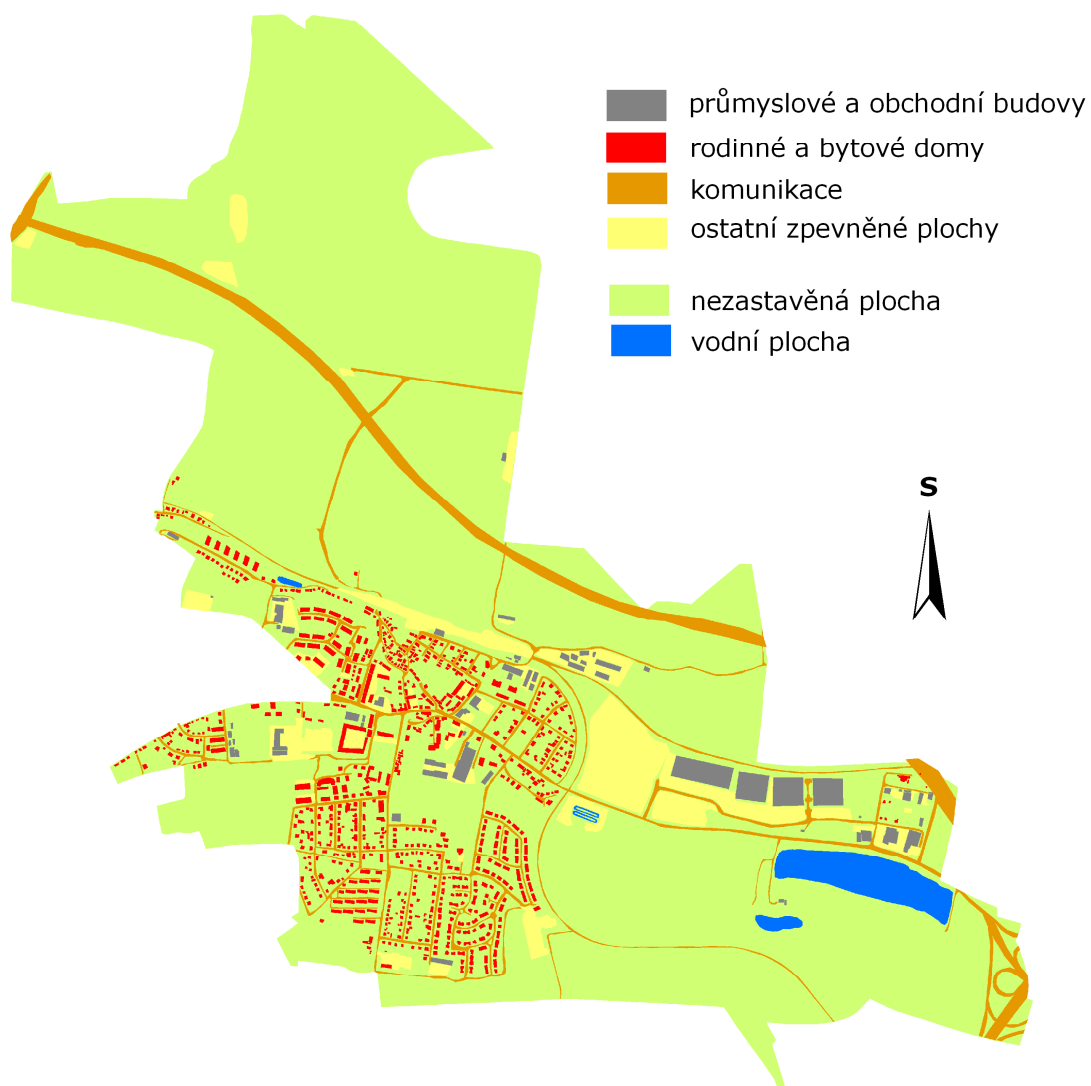 průmyslové a obchodní budovy
rodinné a bytové domy
komunikace
ostatní zpevněné plochy
nezastavěná plocha
vodní plocha
S